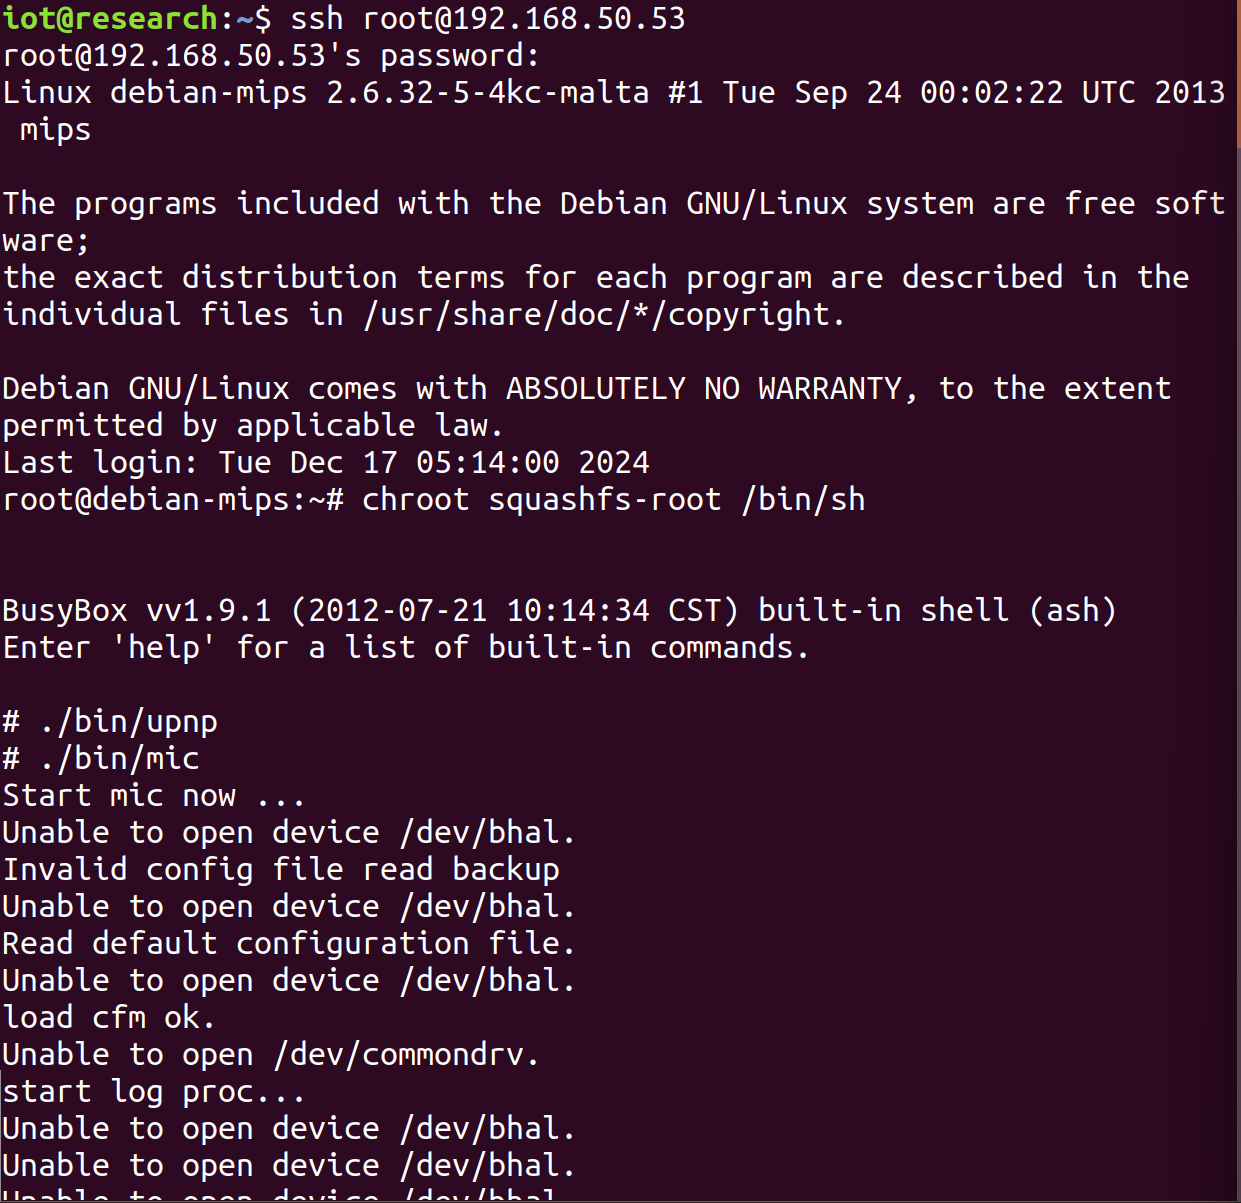 iot@research:~$ ssh root@192.168.50.53
root@192.168.50.53's password:
Linux debian-mips 2.6.32-5-4kc-malta #1 Tue Sep 24 00:02:22 UTC 2013
 mips
The programs included with the Debian GNU/Linux system are free soft
ware;
the exact distribution terms for each program are described in the
individual files in /usr/share/doc/*/copyright.
Debian GNU/Linux comes with ABSOLUTELY NO WARRANTY, to the extent
permitted by applicable law.
Last login: Tue Dec 17 05:14:00 2024
root@debian-mips:~# chroot squashfs-root /bin/sh
BusyBox vv1.9.1 (2012-07-21 10:14:34 CST) built-in shell (ash)
Enter 'help' for a list of built-in commands.
# ./bin/upnp
# ./bin/mic
Start mic now ...
Unable to open device /dev/bhal.
Invalid config file read backup
Unable to open device /dev/bhal.
Read default configuration file.
Unable to open device /dev/bhal.
load cfm ok.
Unable to open /dev/commondrv.
start log proc...
Unable to open device /dev/bhal.
Unable to open device /dev/bhal.
Unable to open device /dev/bhal.